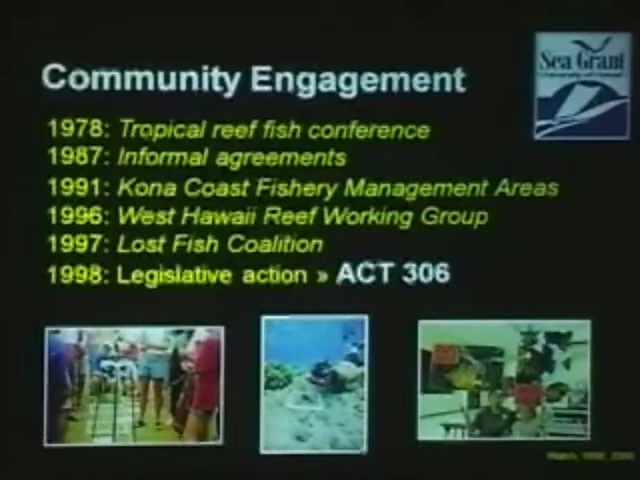 Community Engagement
Sea Grant
1978: Tropical reef fish conference
1987: Informal agreements
1991: Kona Coast Fishery Management Areas
1996: West Hawaii Reef Working Group
1997: Lost Fish Coalition
1998: Legislative action » ACT 306